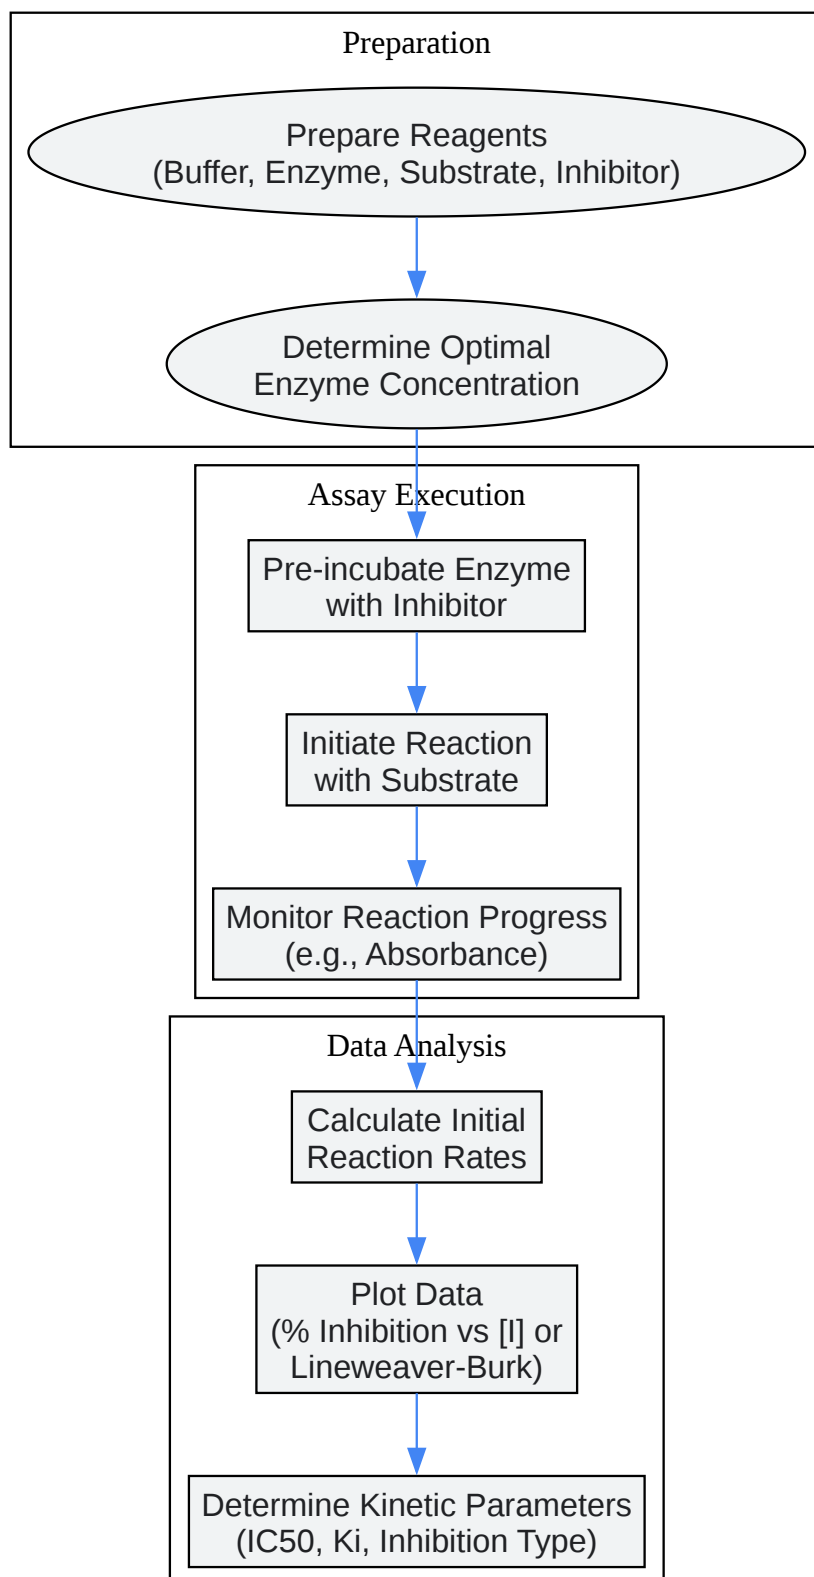 Preparation
Prepare Reagents
(Buffer, Enzyme, Substrate, Inhibitor)
Determine Optimal
Enzyme Concentration
Assay Execution
Pre-incubate Enzyme
with Inhibitor
Initiate Reaction
with Substrate
Monitor Reaction Progress
(e.g., Absorbance)
Data Analysis
Calculate Initial
Reaction Rates
Plot Data
(% Inhibition vs [I] or
Lineweaver-Burk)
Determine Kinetic Parameters
(IC50, Ki, Inhibition Type)